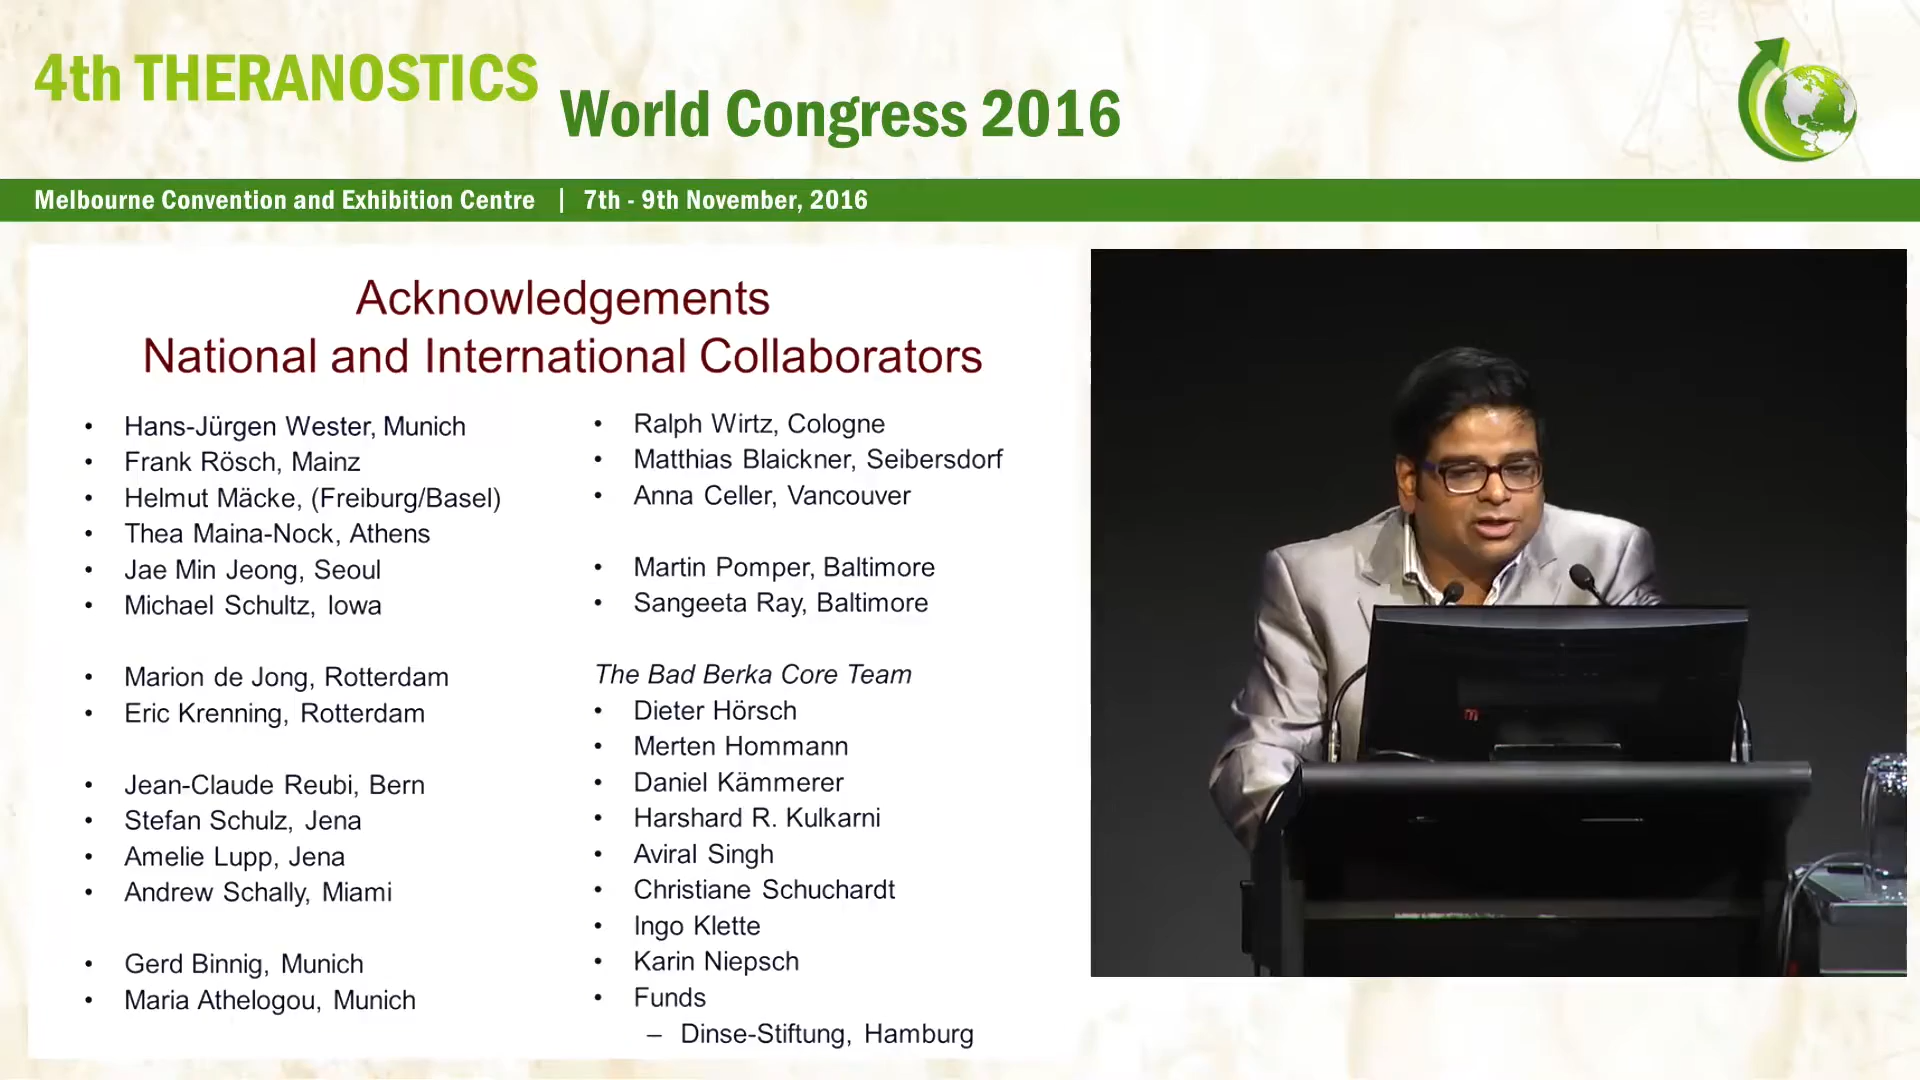 4th THERANOSTICS
World Congress 2016
Melbourne Convention and Exhibition Centre | 7th - 9th November, 2016
Acknowledgements
National and International Collaborators
• Hans-Jürgen Wester, Munich
• Frank Rösch, Mainz
• Helmut Mäcke, (Freiburg/Basel)
• Thea Maina-Nock, Athens
• Jae Min Jeong, Seoul
• Michael Schultz, Iowa
• Marion de Jong, Rotterdam
• Eric Krenning, Rotterdam
• Jean-Claude Reubi, Bern
• Stefan Schulz, Jena
• Amelie Lupp, Jena
• Andrew Schally, Miami
• Gerd Binnig, Munich
• Maria Athelogou, Munich
• Ralph Wirtz, Cologne
• Matthias Blaickner, Seibersdorf
• Anna Celler, Vancouver
• Martin Pomper, Baltimore
• Sangeeta Ray, Baltimore
The Bad Berka Core Team
• Dieter Hörsch
• Merten Hommann
• Daniel Kämmerer
• Harshard R. Kulkarni
• Aviral Singh
• Christiane Schuchardt
• Ingo Klette
• Karin Niepsch
• Funds
– Dinse-Stiftung, Hamburg